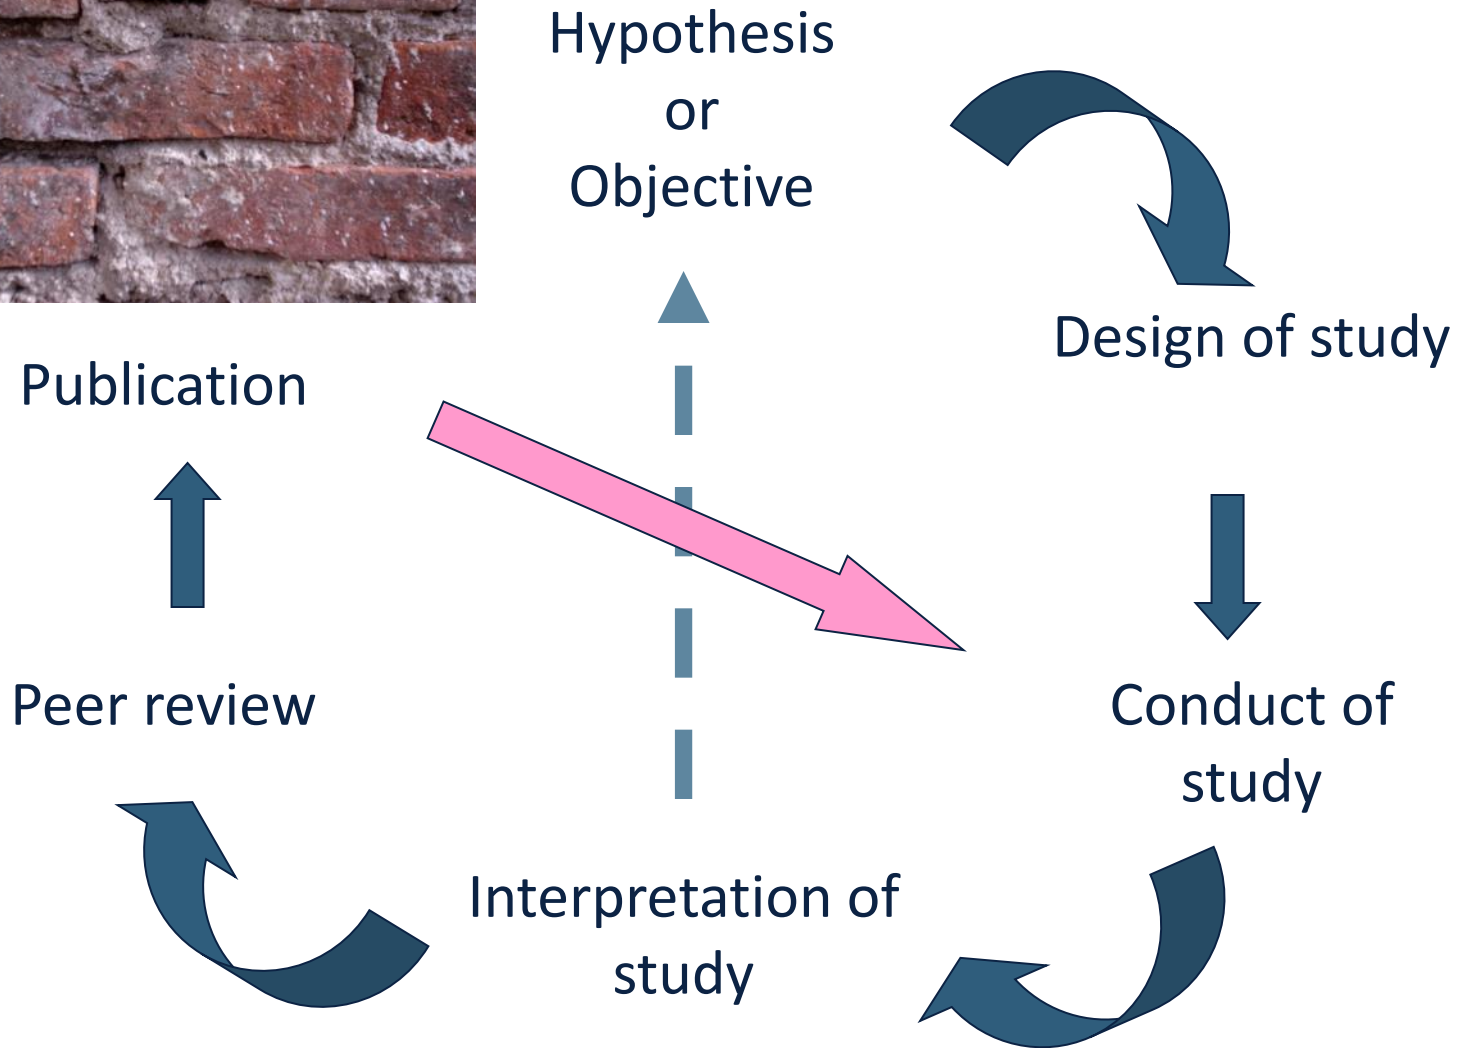 Hypothesis
or
Objective
Design of study
Publication
Peer review
Conduct of
study
Interpretation of
study